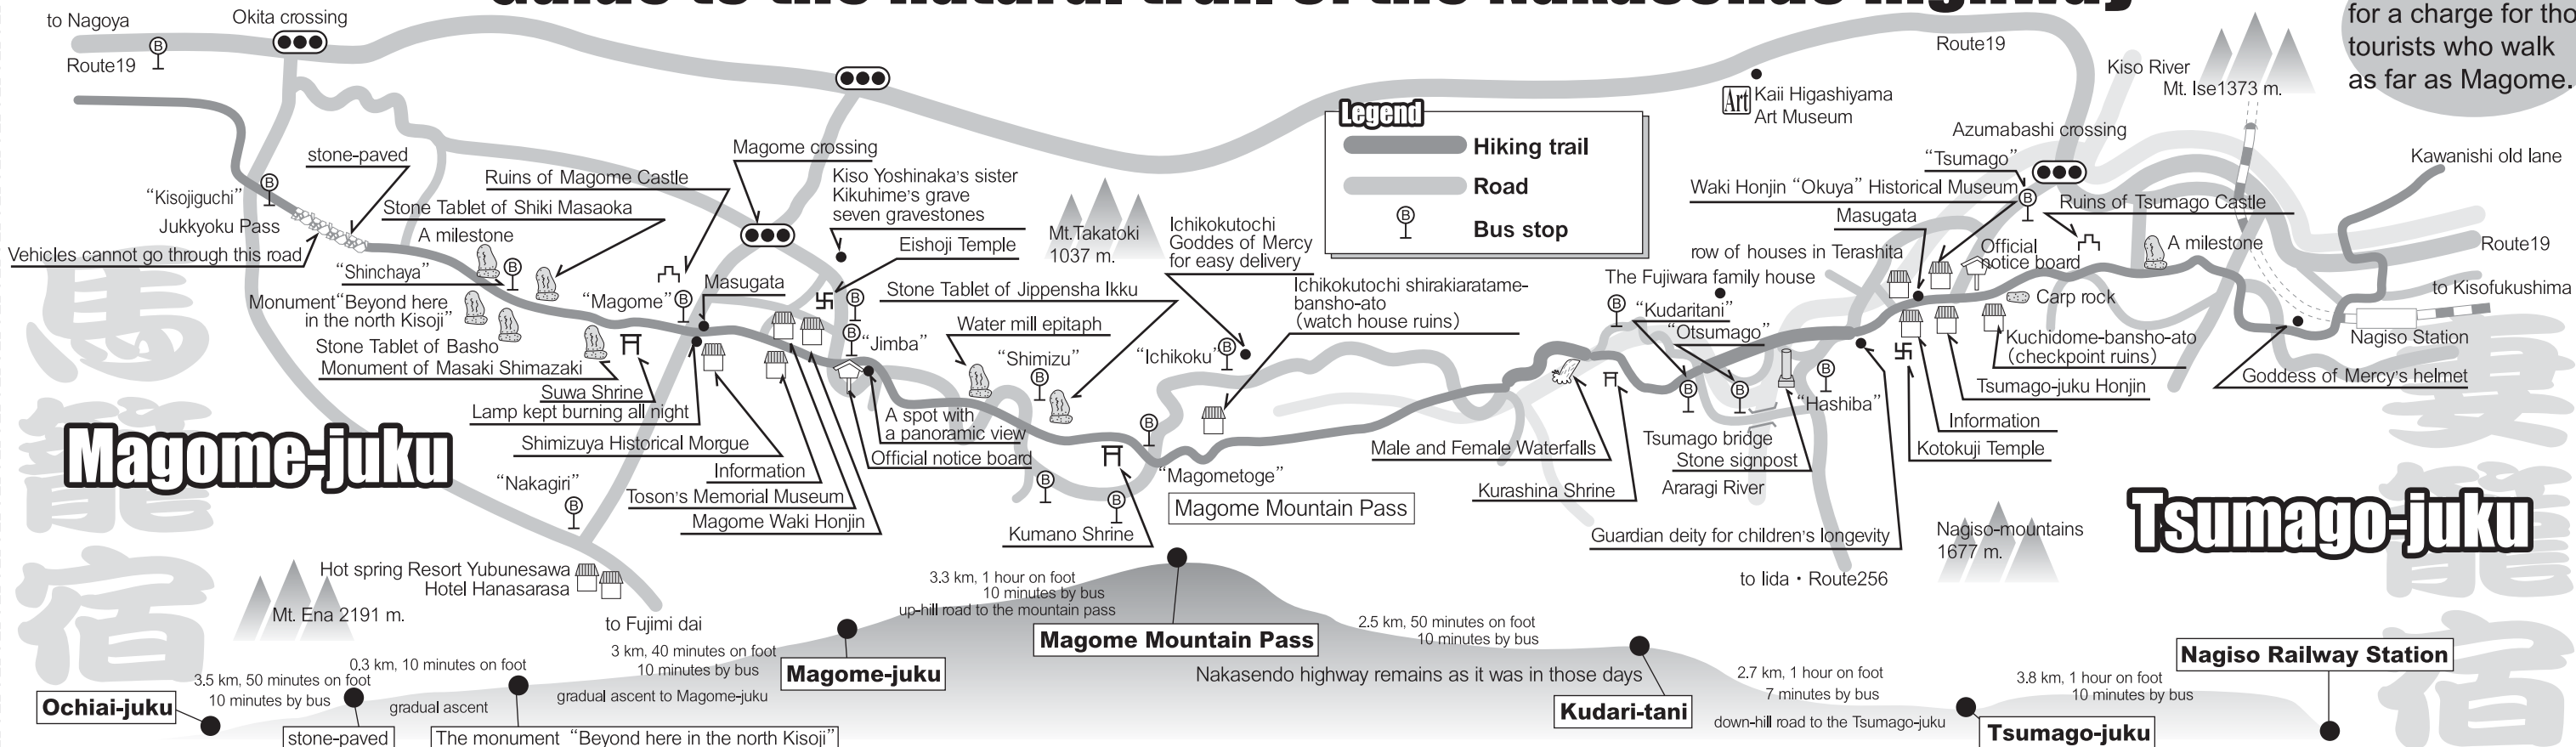 Guide to the natural trail of the Nakasendo Highway
for a charge for tho
tourists who walk
as far as Magome.
to Nagoya
Okita crossing
Route19
B
Route19
Kiso River
Mt. Ise1373 m.
Art
Kaii Higashiyama
Art Museum
Legend
Hiking trail
Road
B
Bus stop
Azumabashi crossing
“Tsumago”
Kawanishi old lane
stone-paved
Magome crossing
Ruins of Magome Castle
Kiso Yoshinaka’s sister
Kikuhime’s grave
seven gravestones
Waki Honjin “Okuya” Historical Museum
Ruins of Tsumago Castle
“Kisojiguchi”
Stone Tablet of Shiki Masaoka
Jukkyoku Pass
A milestone
Mt.Takatoki
1037 m.
Ichikokutochi
Goddes of Mercy
for easy delivery
Masugata
Eishoji Temple
row of houses in Terashita
Official
notice board
A milestone
Route19
Vehicles cannot go through this road
“Shinchaya”
The Fujiwara family house
Masugata
Stone Tablet of Jippensha Ikku
Ichikokutochi shirakiaratame-
bansho-ato
(watch house ruins)
“Magome”
Monument“Beyond here
in the north Kisoji”
“Kudaritani”
Carp rock
to Kisofukushima
Water mill epitaph
“Otsumago”
Stone Tablet of Basho
Monument of Masaki Shimazaki
“Jimba”
“Shimizu”
“Ichikoku”
Kuchidome-bansho-ato
(checkpoint ruins)
Nagiso Station
Goddess of Mercy’s helmet
Suwa Shrine
Lamp kept burning all night
Tsumago-juku Honjin
“Hashiba”
A spot with
a panoramic view
Information
Shimizuya Historical Morgue
Official notice board
Male and Female Waterfalls
Tsumago bridge
Stone signpost
Kotokuji Temple
Magome-juku
Information
“Nakagiri”
“Magometoge”
Kurashina Shrine
Araragi River
Toson’s Memorial Museum
Magome Waki Honjin
Magome Mountain Pass
Kumano Shrine
Guardian deity for children’s longevity
Nagiso-mountains
1677 m.
Tsumago-juku
馬籠宿
妻籠宿
Hot spring Resort Yubunesawa
Hotel Hanasarasa
to Iida・Route256
Mt. Ena 2191 m.
to Fujimi dai
3.3 km, 1 hour on foot
10 minutes by bus
up-hill road to the mountain pass
Magome Mountain Pass
2.5 km, 50 minutes on foot
10 minutes by bus
3 km, 40 minutes on foot
10 minutes by bus
Magome-juku
Nakasendo highway remains as it was in those days
Nagiso Railway Station
0.3 km, 10 minutes on foot
3.5 km, 50 minutes on foot
10 minutes by bus
gradual ascent
gradual ascent to Magome-juku
2.7 km, 1 hour on foot
7 minutes by bus
3.8 km, 1 hour on foot
10 minutes by bus
Ochiai-juku
Kudari-tani
down-hill road to the Tsumago-juku
stone-paved
The monument “Beyond here in the north Kisoji”
Tsumago-juku